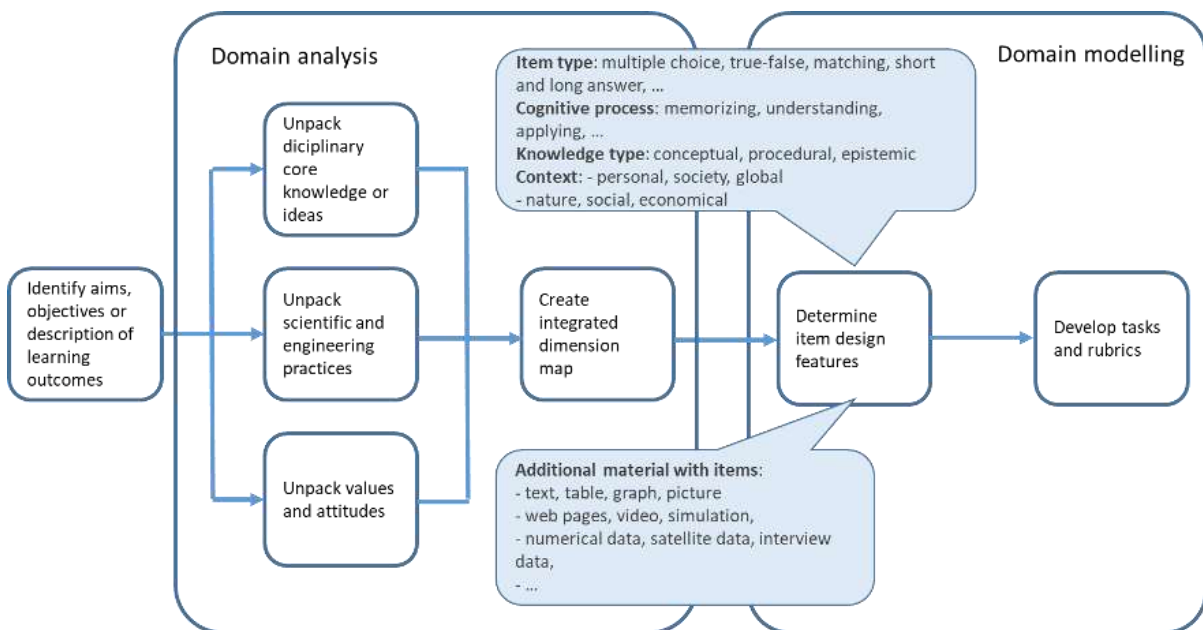 Domain analysis
Domain modelling
Item type: multiple choice, true-false, matching, short
and long answer, ...
Cognitive process: memorizing, understanding,
applying, ...
Knowledge type: conceptual, procedural, epistemic
Context: - personal, society, global
- nature, social, economical
Unpack
diciplinary
core
knowledge or
ideas
Identify aims,
objectives or
description of
learning
outcomes
Unpack
scientific and
engineering
practices
Create
integrated
dimension
map
Determine
item design
features
Develop tasks
and rubrics
Unpack values
and attitudes
Additional material with items:
- text, table, graph, picture
- web pages, video, simulation,
- numerical data, satellite data, interview
data,
- ...